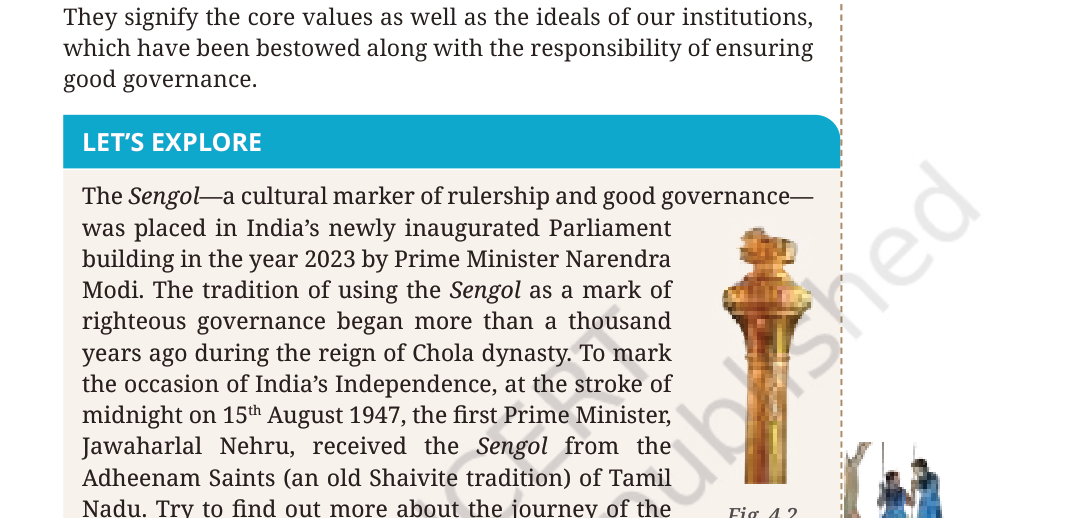 They signify the core values as well as the ideals of our institutions,
which have been bestowed along with the responsibility of ensuring
good governance.
LET’S EXPLORE
The Sengol—a cultural marker of rulership and good governance—
was placed in India’s newly inaugurated Parliament
building in the year 2023 by Prime Minister Narendra
Modi. The tradition of using the Sengol as a mark of
righteous governance began more than a thousand
years ago during the reign of Chola dynasty. To mark
the occasion of India’s Independence, at the stroke of
midnight on 15th August 1947, the first Prime Minister,
Jawaharlal Nehru, received the Sengol from the
Adheenam Saints (an old Shaivite tradition) of Tamil
Nadu. Try to find out more about the journey of the
Fig. 4.2